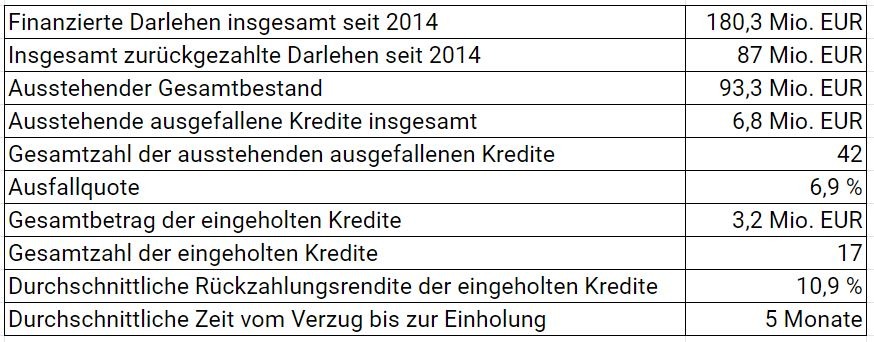 Finanzierte Darlehen insgesamt seit 2014 180,3 Mio. EUR
Insgesamt zurückgezahlte Darlehen seit 2014 87 Mio. EUR
Ausstehender Gesamtbestand 93,3 Mio. EUR
Ausstehende ausgefallene Kredite insgesamt 6,8 Mio. EUR
Gesamtzahl der ausstehenden ausgefallenen Kredite 42
Ausfallquote 6,9 %
Gesamtbetrag der eingeholten Kredite 3,2 Mio. EUR
Gesamtzahl der eingeholten Kredite 17
Durchschnittliche Rückzahlungsrendite der eingeholten Kredite 10,9 %
Durchschnittliche Zeit vom Verzug bis zur Einholung 5 Monate